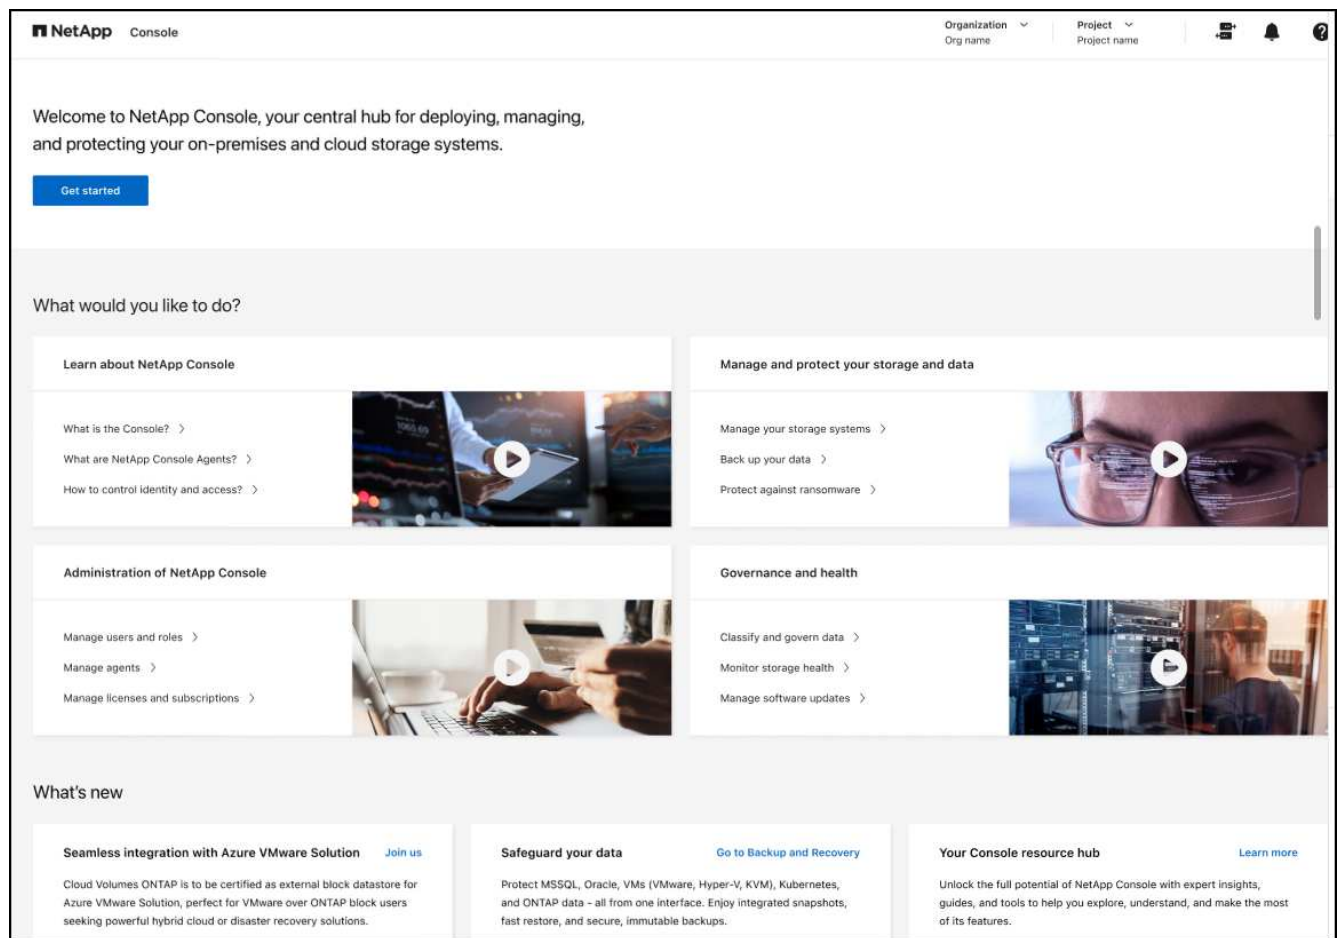 NetApp Console
Organization
Org name
Project
Project name
Welcome to NetApp Console, your central hub for deploying, managing,
and protecting your on-premises and cloud storage systems.
Get started
What would you like to do?
Learn about NetApp Console
What is the Console?
What are NetApp Console Agents?
How to control identity and access?
Manage and protect your storage and data
Manage your storage systems
Back up your data
Protect against ransomware
Administration of NetApp Console
Manage users and roles
Manage agents
Manage licenses and subscriptions
Governance and health
Classify and govern data
Monitor storage health
Manage software updates
What's new
Seamless integration with Azure VMware Solution Join us
Cloud Volumes ONTAP is to be certified as external block datastore for
Azure VMware Solution, perfect for VMware over ONTAP block users
seeking powerful hybrid cloud or disaster recovery solutions.
Safeguard your data Go to Backup and Recovery
Protect MSSQL, Oracle, VMs (VMware, Hyper-V, KVM), Kubernetes,
and ONTAP data - all from one interface. Enjoy integrated snapshots,
fast restore, and secure, immutable backups.
Your Console resource hub Learn more
Unlock the full potential of NetApp Console with expert insights,
guides, and tools to help you explore, understand, and make the most
of its features.